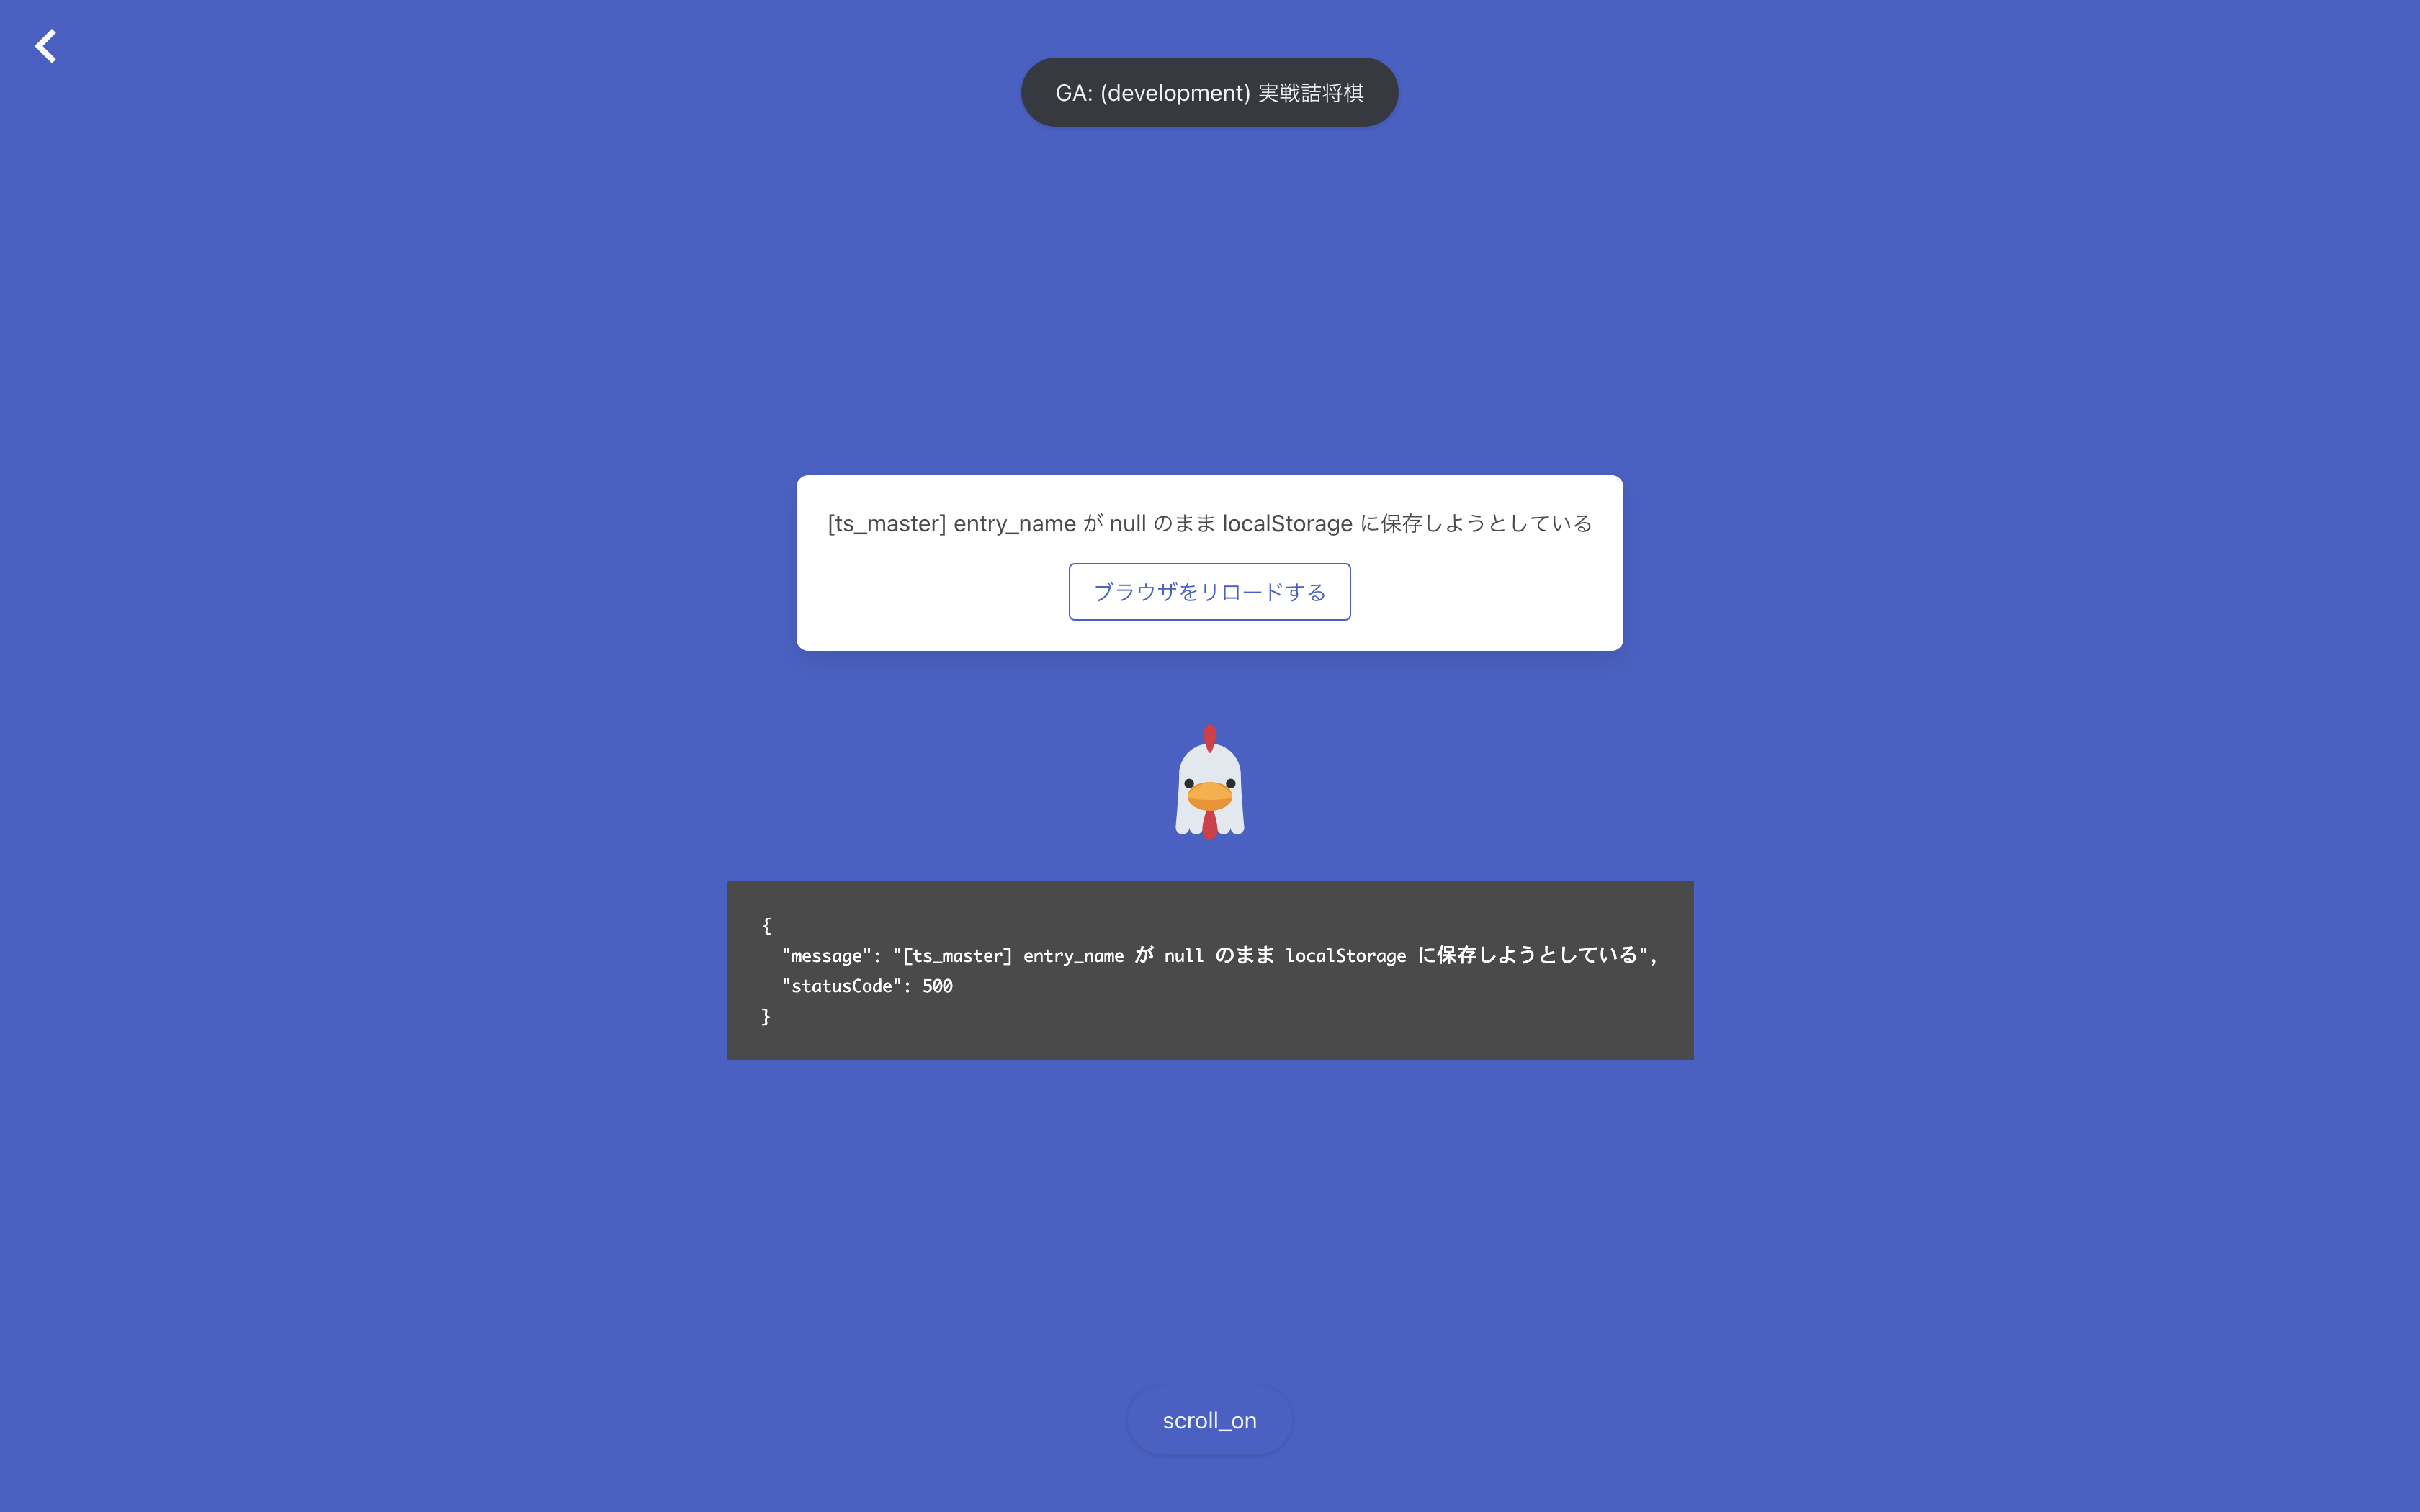 GA: (development) 実戦詰将棋
[ts_master] entry_name が null のまま localStorage に保存しようとしている
ブラウザをリロードする
{
  "message": "[ts_master] entry_name が null のまま localStorage に保存しようとしている",
  "statusCode": 500
}
scroll_on